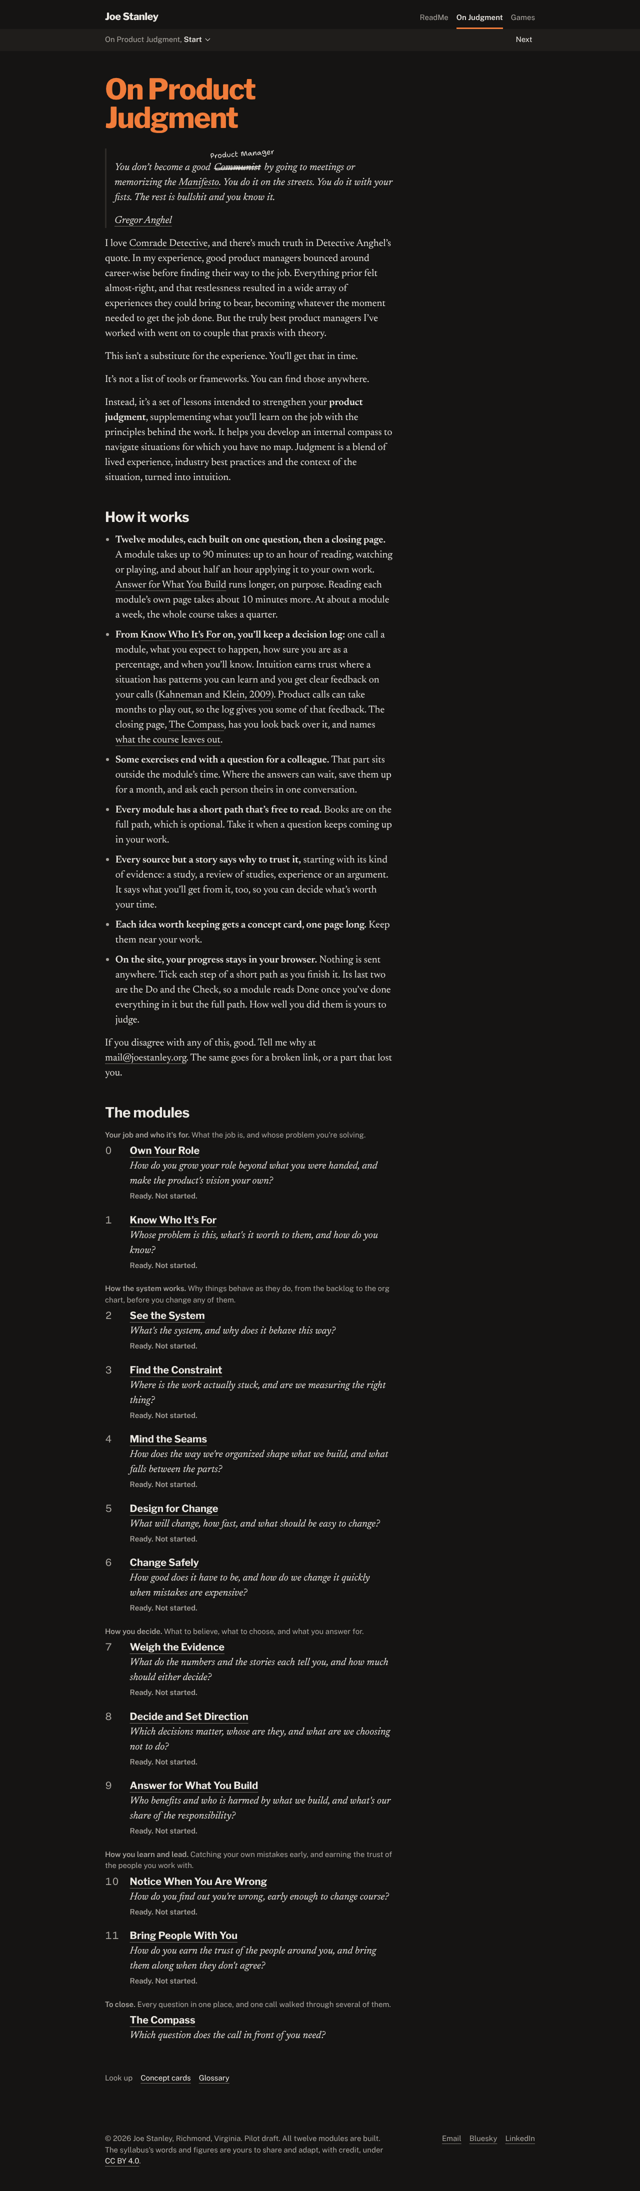 Joe Stanley
ReadMe On Judgment Games
On Product Judgment, Start
Next
On Product
Judgment
Product Manager
You don't become a good Communist by going to meetings or
memorizing the Manifesto. You do it on the streets. You do it with your
fists. The rest is bullshit and you know it.
Gregor Anghel
I love Comrade Detective, and there's much truth in Detective Anghel's
quote. In my experience, good product managers bounced around
career-wise before finding their way to the job. Everything prior felt
almost-right, and that restlessness resulted in a wide array of
experiences they could bring to bear, becoming whatever the moment
needed to get the job done. But the truly best product managers I've
worked with went on to couple that praxis with theory.
This isn't a substitute for the experience. You'll get that in time.
It's not a list of tools or frameworks. You can find those anywhere.
Instead, it's a set of lessons intended to strengthen your product
judgment, supplementing what you'll learn on the job with the
principles behind the work. It helps you develop an internal compass to
navigate situations for which you have no map. Judgment is a blend of
lived experience, industry best practices and the context of the
situation, turned into intuition.
How it works
• Twelve modules, each built on one question, then a closing page.
A module takes up to 90 minutes: up to an hour of reading, watching
or playing, and about half an hour applying it to your own work.
Answer for What You Build runs longer, on purpose. Reading each
module's own page takes about 10 minutes more. At about a module
a week, the whole course takes a quarter.
• From Know Who It's For on, you'll keep a decision log: one call a
module, what you expect to happen, how sure you are as a
percentage, and when you'll know. Intuition earns trust where a
situation has patterns you can learn and you get clear feedback on
your calls (Kahneman and Klein, 2009). Product calls can take
months to play out, so the log gives you some of that feedback. The
closing page, The Compass, has you look back over it, and names
what the course leaves out.
• Some exercises end with a question for a colleague. That part sits
outside the module's time. Where the answers can wait, save them up
for a month, and ask each person theirs in one conversation.
• Every module has a short path that's free to read. Books are on the
full path, which is optional. Take it when a question keeps coming up
in your work.
• Every source but a story says why to trust it, starting with its kind
of evidence: a study, a review of studies, experience or an argument.
It says what you'll get from it, too, so you can decide what's worth
your time.
• Each idea worth keeping gets a concept card, one page long. Keep
them near your work.
• On the site, your progress stays in your browser. Nothing is sent
anywhere. Tick each step of a short path as you finish it. Its last two
are the Do and the Check, so a module reads Done once you've done
everything in it but the full path. How well you did them is yours to
judge.
If you disagree with any of this, good. Tell me why at
mail@joestanley.org. The same goes for a broken link, or a part that lost
you.
The modules
Your job and who it's for. What the job is, and whose problem you're solving.
0 Own Your Role
How do you grow your role beyond what you were handed, and
make the product's vision your own?
Ready. Not started.
1 Know Who It's For
Whose problem is this, what's it worth to them, and how do you
know?
Ready. Not started.
How the system works. Why things behave as they do, from the backlog to the org
chart, before you change any of them.
2 See the System
What's the system, and why does it behave this way?
Ready. Not started.
3 Find the Constraint
Where is the work actually stuck, and are we measuring the right
thing?
Ready. Not started.
4 Mind the Seams
How does the way we're organized shape what we build, and what
falls between the parts?
Ready. Not started.
5 Design for Change
What will change, how fast, and what should be easy to change?
Ready. Not started.
6 Change Safely
How good does it have to be, and how do we change it quickly
when mistakes are expensive?
Ready. Not started.
How you decide. What to believe, what to choose, and what you answer for.
7 Weigh the Evidence
What do the numbers and the stories each tell you, and how much
should either decide?
Ready. Not started.
8 Decide and Set Direction
Which decisions matter, whose are they, and what are we choosing
not to do?
Ready. Not started.
9 Answer for What You Build
Who benefits and who is harmed by what we build, and what's our
share of the responsibility?
Ready. Not started.
How you learn and lead. Catching your own mistakes early, and earning the trust of
the people you work with.
10 Notice When You Are Wrong
How do you find out you're wrong, early enough to change course?
Ready. Not started.
11 Bring People With You
How do you earn the trust of the people around you, and bring
them along when they don't agree?
Ready. Not started.
To close. Every question in one place, and one call walked through several of them.
The Compass
Which question does the call in front of you need?
Look up Concept cards Glossary
© 2026 Joe Stanley, Richmond, Virginia. Pilot draft. All twelve modules are built.
The syllabus's words and figures are yours to share and adapt, with credit, under
CC BY 4.0.
Email Bluesky LinkedIn